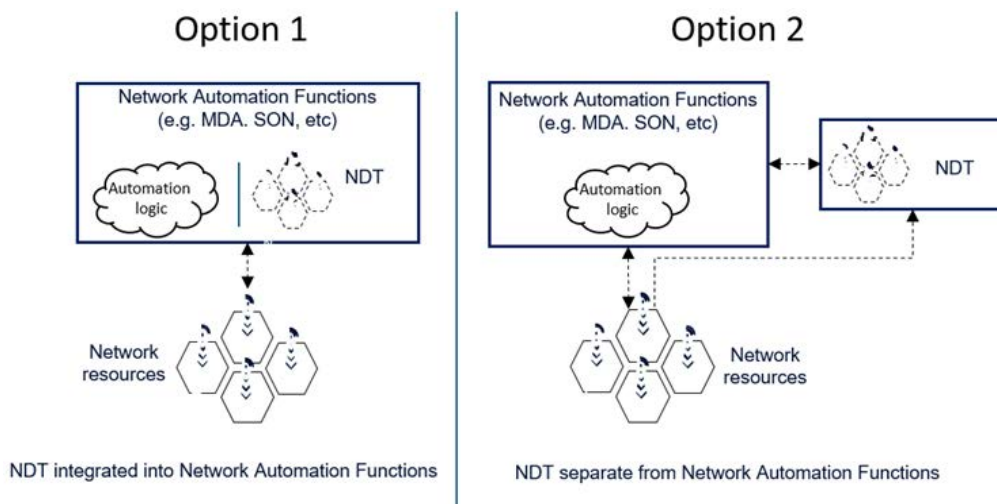 Option 1
Network Automation Functions
(e.g. MDA. SON, etc)
Automation
logic
NDT
Network
resources
NDT integrated into Network Automation Functions
Option 2
Network Automation Functions
(e.g. MDA. SON, etc)
Automation
logic
NDT
Network
resources
NDT separate from Network Automation Functions